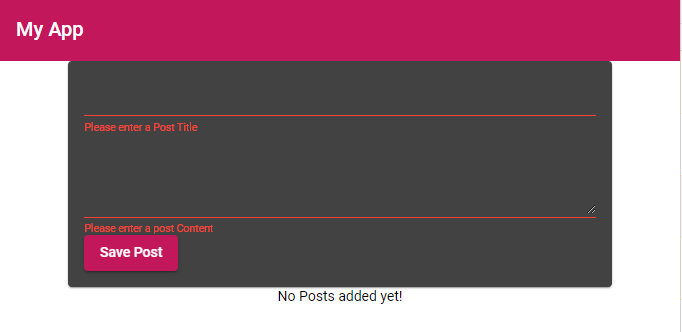 My App
Please enter a Post Title
Please enter a post Content
Save Post
No Posts added yet!